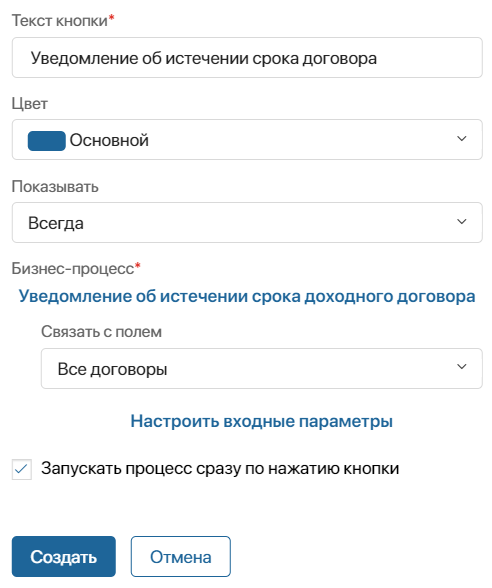 Текст кнопки*
Уведомление об истечении срока договора
Цвет
Основной
Показывать
Всегда
Бизнес-процесс*
Уведомление об истечении срока доходного договора
Связать с полем
Все договоры
Настроить входные параметры
Запускать процесс сразу по нажатию кнопки
Создать Отмена